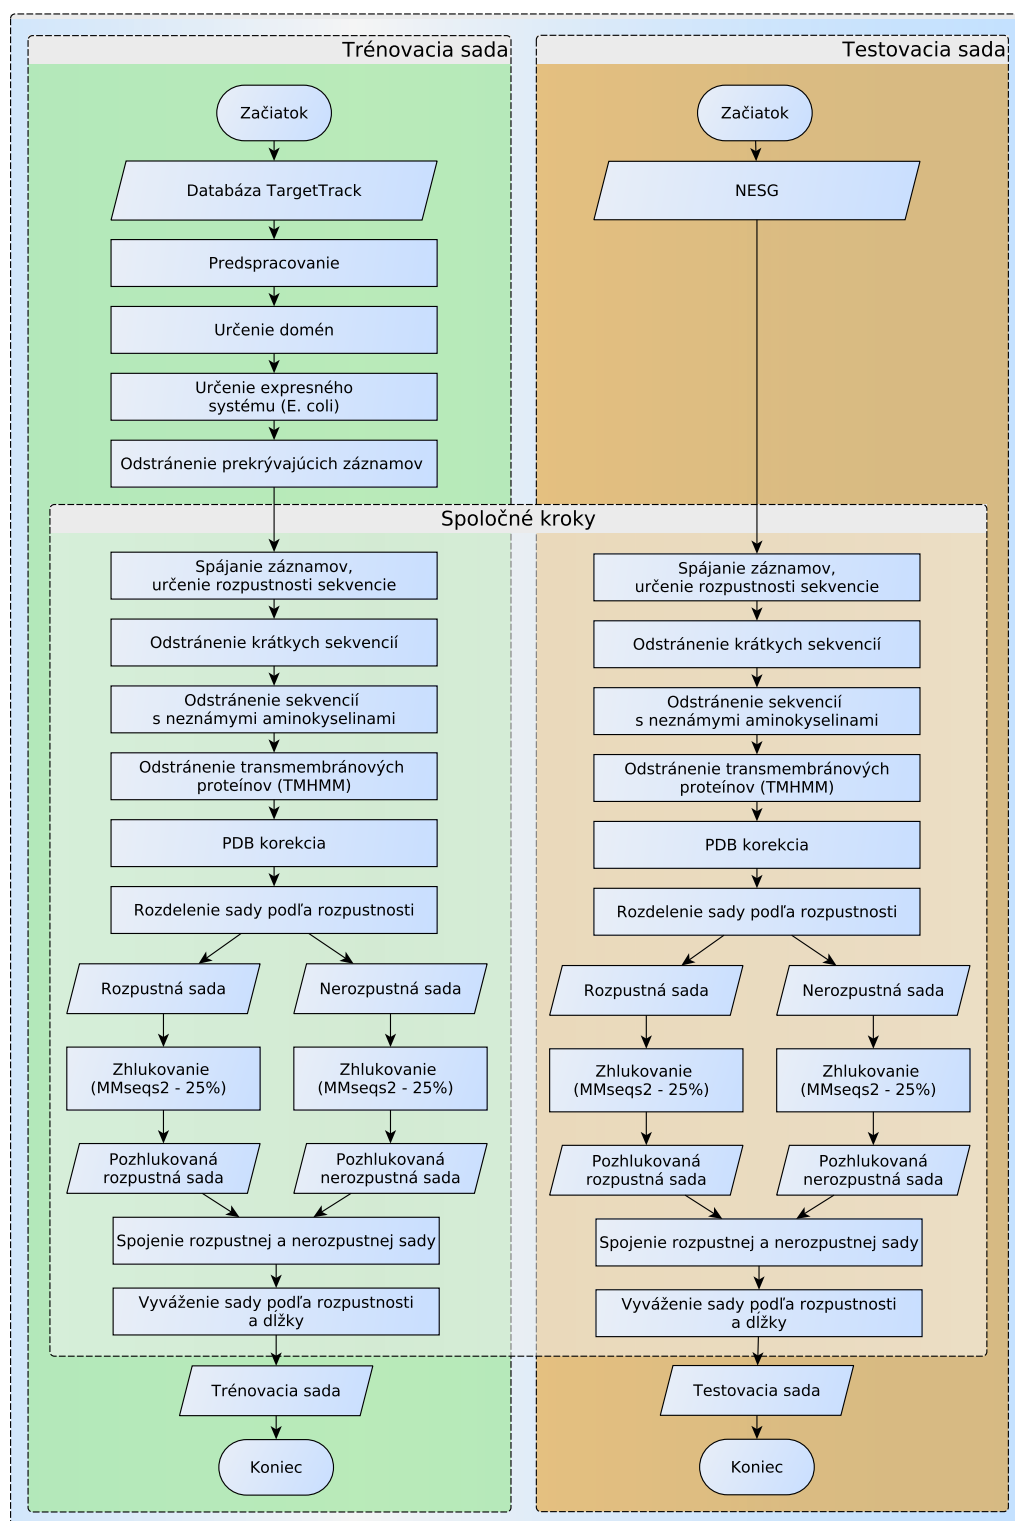 Trénovacia sada
Začiatok
Databáza TargetTrack
Predspracovanie
Určenie domén
Určenie expresného
systému (E. coli)
Odstránenie prekrývajúcich záznamov
Testovacia sada
Začiatok
NESG
Spoločné kroky
Spájanie záznamov,
určenie rozpustnosti sekvencie
Odstránenie krátkych sekvencií
Odstránenie sekvencií
s neznámymi aminokyselinami
Odstránenie transmembránových
proteínov (TMHMM)
PDB korekcia
Rozdelenie sady podľa rozpustnosti
Rozpustná sada
Nerozpustná sada
Zhlukovanie
(MMseqs2 - 25%)
Zhlukovanie
(MMseqs2 - 25%)
Pozhlukovaná
rozpustná sada
Pozhlukovaná
nerozpustná sada
Spojenie rozpustnej a nerozpustnej sady
Vyváženie sady podľa rozpustnosti
a dĺžky
Trénovacia sada
Koniec
Spájanie záznamov,
určenie rozpustnosti sekvencie
Odstránenie krátkych sekvencií
Odstránenie sekvencií
s neznámymi aminokyselinami
Odstránenie transmembránových
proteínov (TMHMM)
PDB korekcia
Rozdelenie sady podľa rozpustnosti
Rozpustná sada
Nerozpustná sada
Zhlukovanie
(MMseqs2 - 25%)
Zhlukovanie
(MMseqs2 - 25%)
Pozhlukovaná
rozpustná sada
Pozhlukovaná
nerozpustná sada
Spojenie rozpustnej a nerozpustnej sady
Vyváženie sady podľa rozpustnosti
a dĺžky
Testovacia sada
Koniec